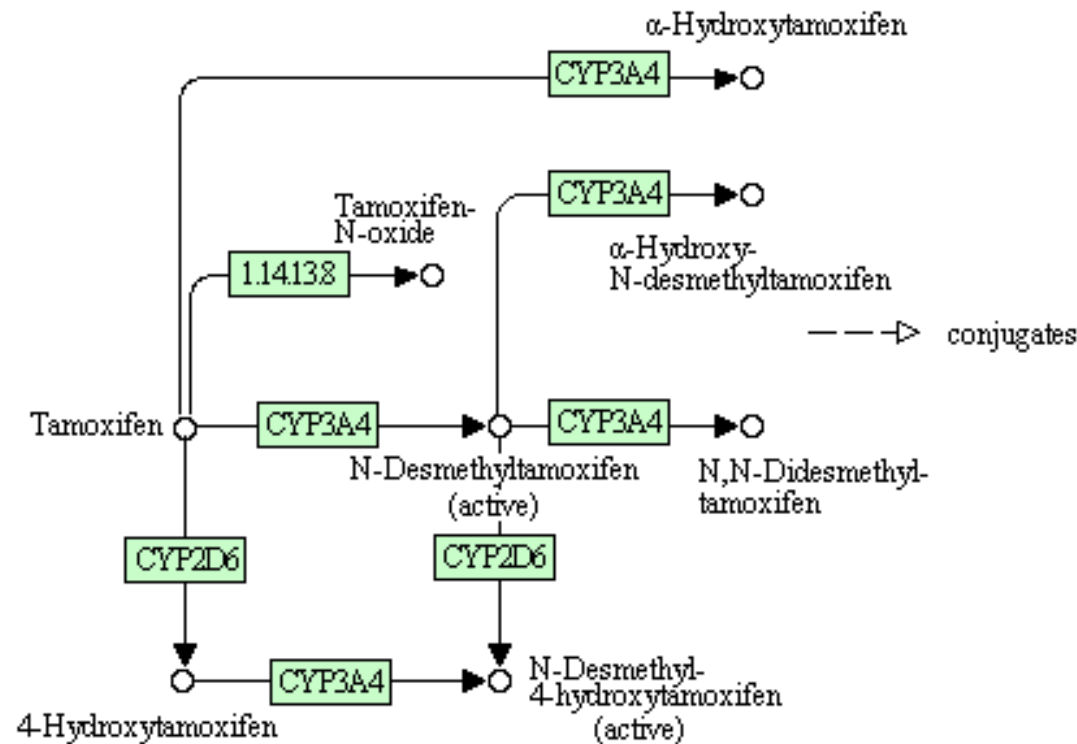 α-Hydroxytamoxifen
CYP3A4
CYP3A4
Tamoxifen-
N-oxide
α-Hydroxy-
N-desmethyltamoxifen
1.14.13.8
conjugates
Tamoxifen
CYP3A4
CYP3A4
N-Desmethyltamoxifen
(active)
N,N-Didesmethyl-
tamoxifen
CYP2D6
CYP2D6
CYP3A4
N-Desmethyl-
4-hydroxytamoxifen
(active)
4-Hydroxytamoxifen